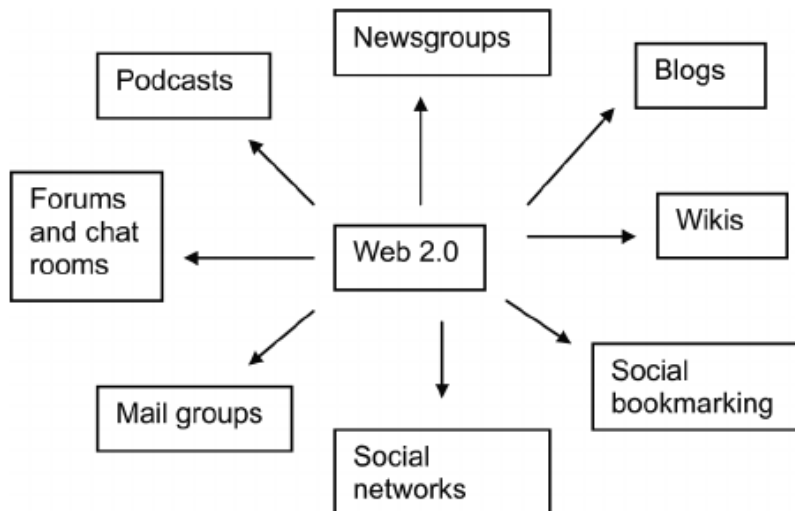 Newsgroups
Podcasts
Blogs
Forums
and chat
rooms
Web 2.0
Wikis
Mail groups
Social
bookmarking
Social
networks